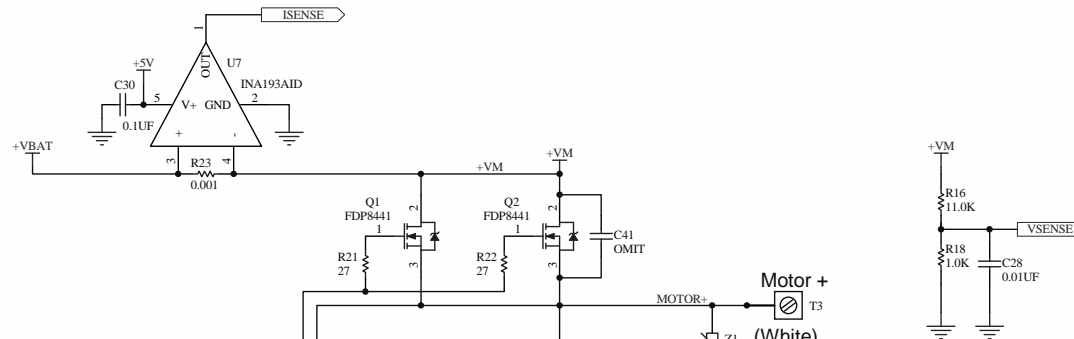 1
ISENSE
+5V
U7
OUT
C30
INA193AID
5
V+
GND
2
0.1UF
+
-
+VBAT
3
4
R23
0.001
+VM
+VM
+VM
Q1
FDP8441
2
1
3
Q2
FDP8441
2
1
3
C41
OMIT
R21
27
R22
27
R16
11.0K
VSENSE
R18
1.0K
C28
0.01UF
Motor +
MOTOR+
T3
Z1
(White)